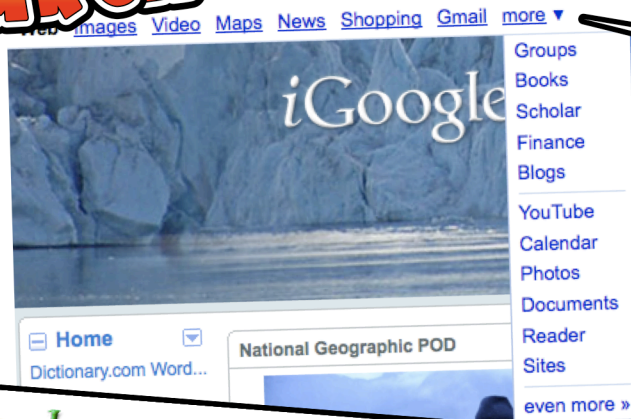 Web Images Video Maps News Shopping Gmail more ▼
Groups
Books
Scholar
Finance
Blogs
YouTube
Calendar
Photos
Documents
Reader
Sites
even more »
iGoogle
Home
Dictionary.com Word...
National Geographic POD